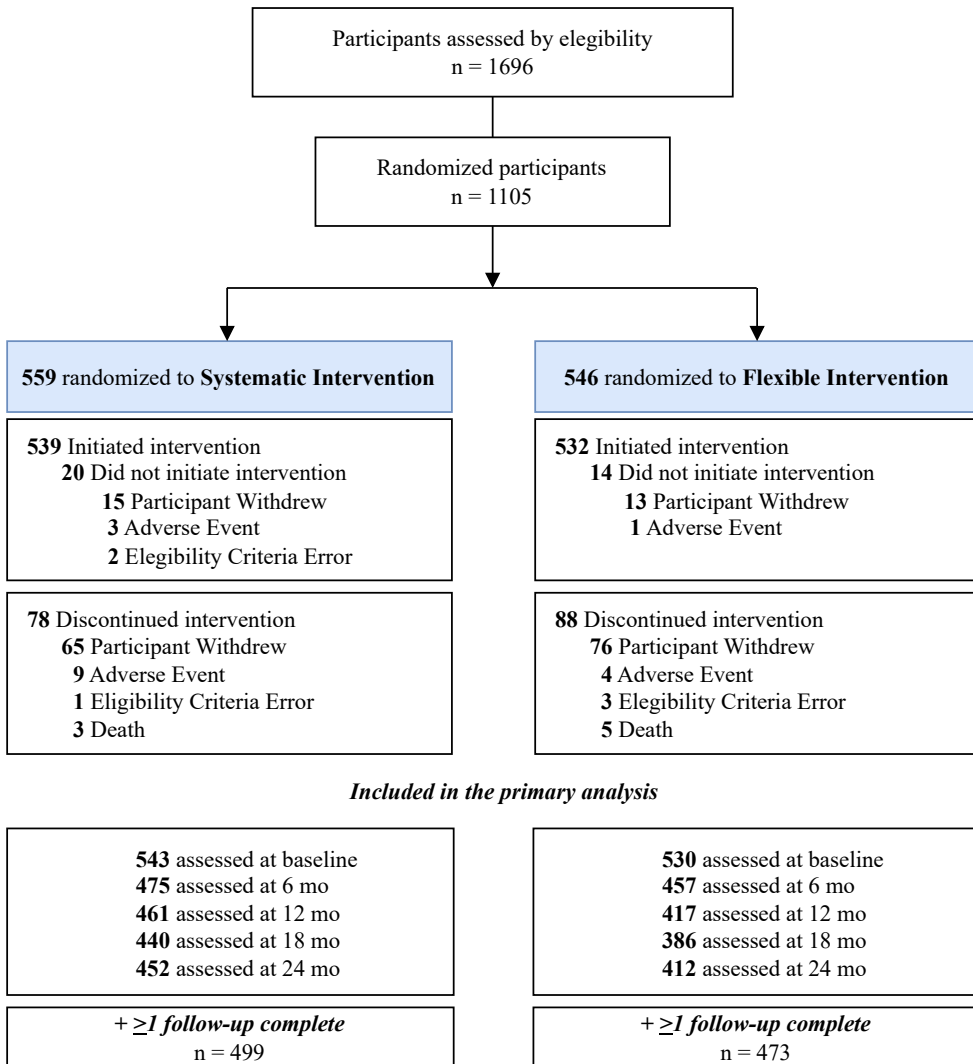 Participants assessed by elegibility
n = 1696
Randomized participants
n = 1105
559 randomized to Systematic Intervention
546 randomized to Flexible Intervention
539 Initiated intervention
20 Did not initiate intervention
15 Participant Withdrew
3 Adverse Event
2 Elegibility Criteria Error
532 Initiated intervention
14 Did not initiate intervention
13 Participant Withdrew
1 Adverse Event
78 Discontinued intervention
65 Participant Withdrew
9 Adverse Event
1 Eligibility Criteria Error
3 Death
88 Discontinued intervention
76 Participant Withdrew
4 Adverse Event
3 Elegibility Criteria Error
5 Death
Included in the primary analysis
543 assessed at baseline
475 assessed at 6 mo
461 assessed at 12 mo
440 assessed at 18 mo
452 assessed at 24 mo
530 assessed at baseline
457 assessed at 6 mo
417 assessed at 12 mo
386 assessed at 18 mo
412 assessed at 24 mo
+ ≥1 follow-up complete
n = 499
+ ≥1 follow-up complete
n = 473